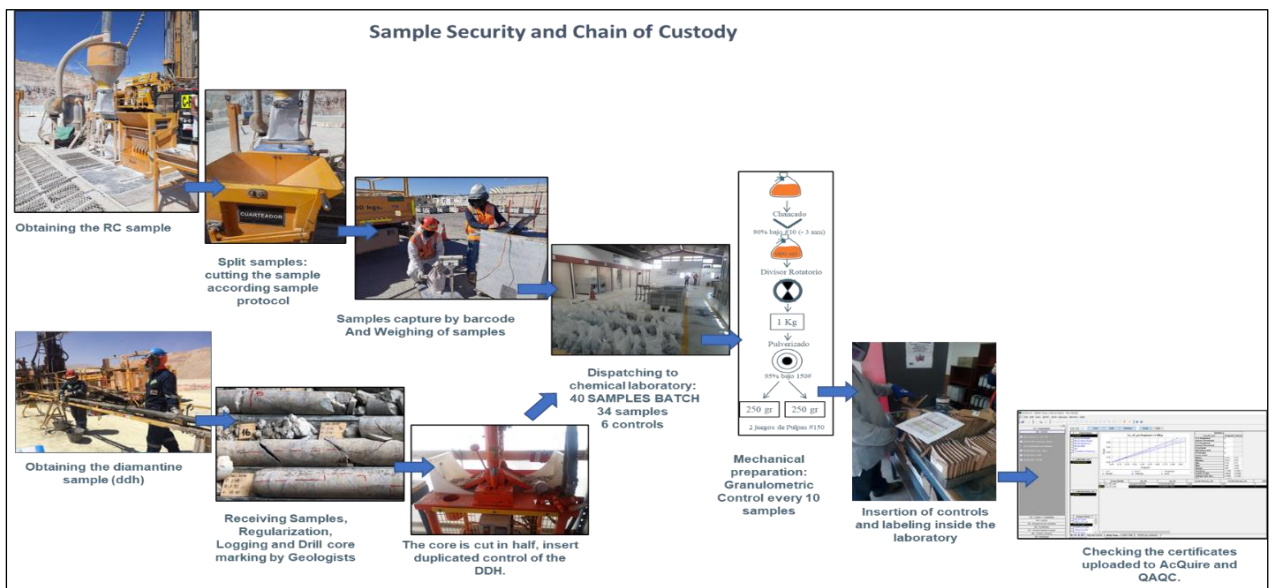 Sample Security and Chain of Custody
Obtaining the RC sample
CUARTEADOR
Split samples:
cutting the sample
according sample
protocol
Samples capture by barcode
And Weighing of samples
Obtaining the diamantine
sample (ddh)
16
Receiving Samples,
Regularization,
Logging and Drill core
marking by Geologists
The core is cut in half, insert
duplicated control of the
DDH.
Dispatching to
chemical laboratory:
40 SAMPLES BATCH
34 samples
6 controls
Chancado
90% bajo #10 (- 3 mm)
Divisor Rotatorio
1 Kg
Pulverizado
95% bajo 150#
250 gr 250 gr
2 Juegos de Pulpas #150
Mechanical
preparation:
Granulometric
Control every 10
samples
Insertion of controls
and labeling inside the
laboratory
Checking the certificates
uploaded to AcQuire and
QAQC.